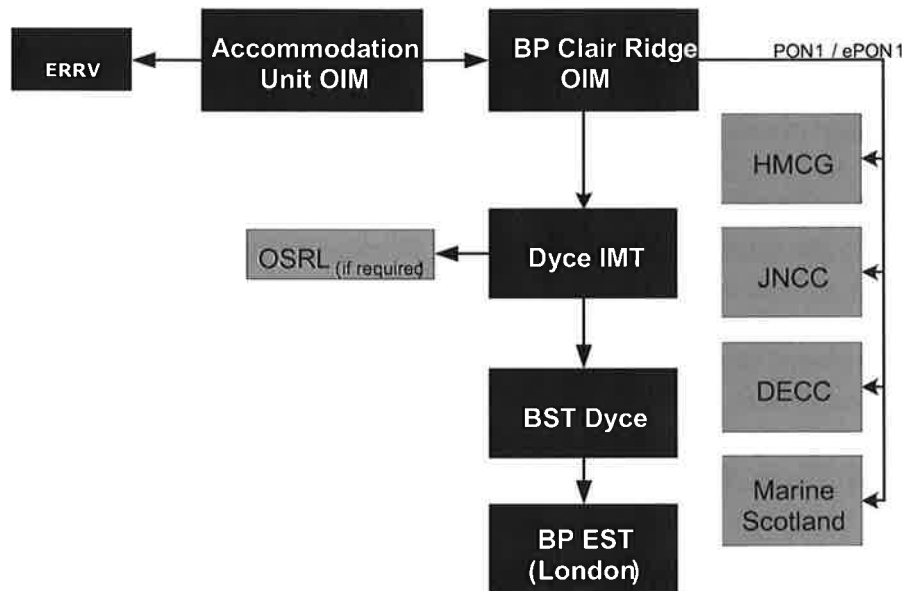 ERRV
Accommodation
Unit OIM
BP Clair Ridge
OIM
PON1 / ePON1
HMCG
OSRL (if required)
Dyce IMT
JNCC
BST Dyce
DECC
BP EST
(London)
Marine
Scotland